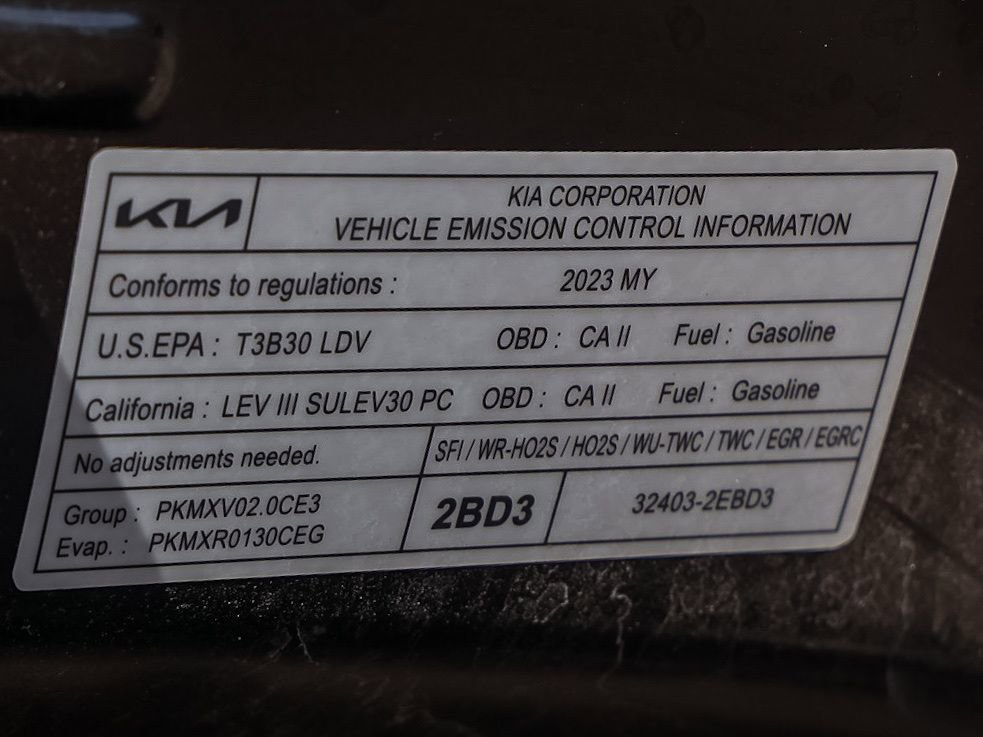 KIA KIA CORPORATION
VEHICLE EMISSION CONTROL INFORMATION
Conforms to regulations : 2023 MY
U.S.EPA : T3B30 LDV OBD : CA II Fuel : Gasoline
California : LEV III SULEV30 PC OBD : CA II Fuel : Gasoline
No adjustments needed. SFI / WR-HO2S / HO2S / WU-TWC / TWC / EGR / EGRC
Group : PKMXV02.0CE3
Evap. : PKMXR0130CEG
2BD3 32403-2EBD3